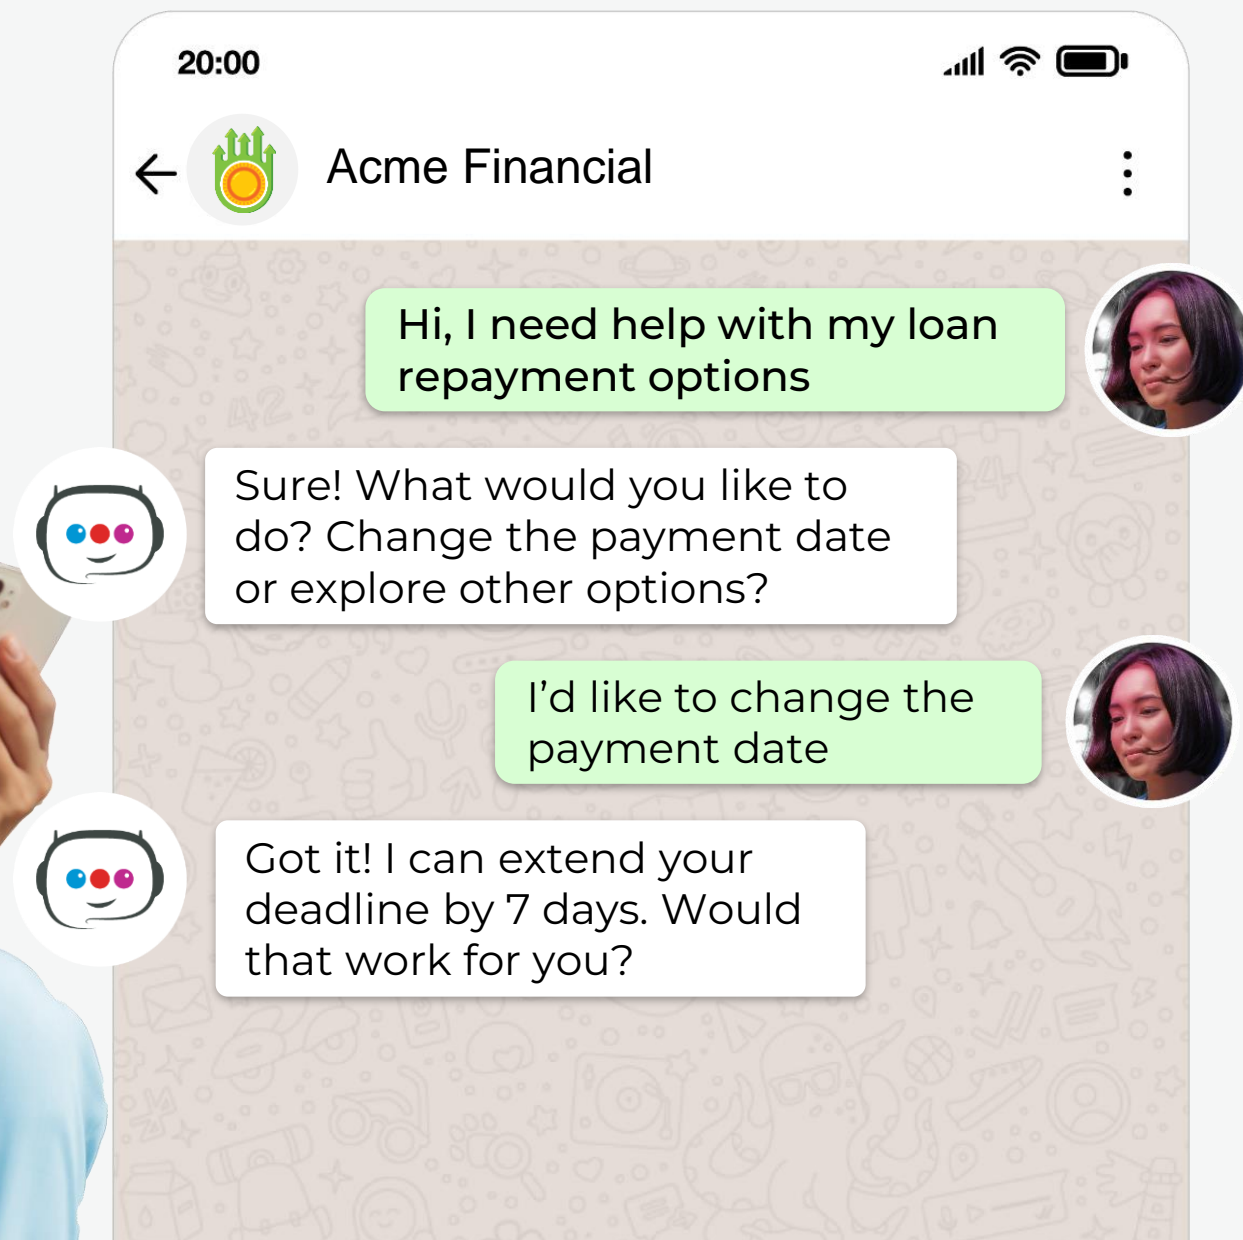 20:00
Acme Financial
Hi, I need help with my loan
repayment options
Sure! What would you like to
do? Change the payment date
or explore other options?
I’d like to change the
payment date
Got it! I can extend your
deadline by 7 days. Would
that work for you?